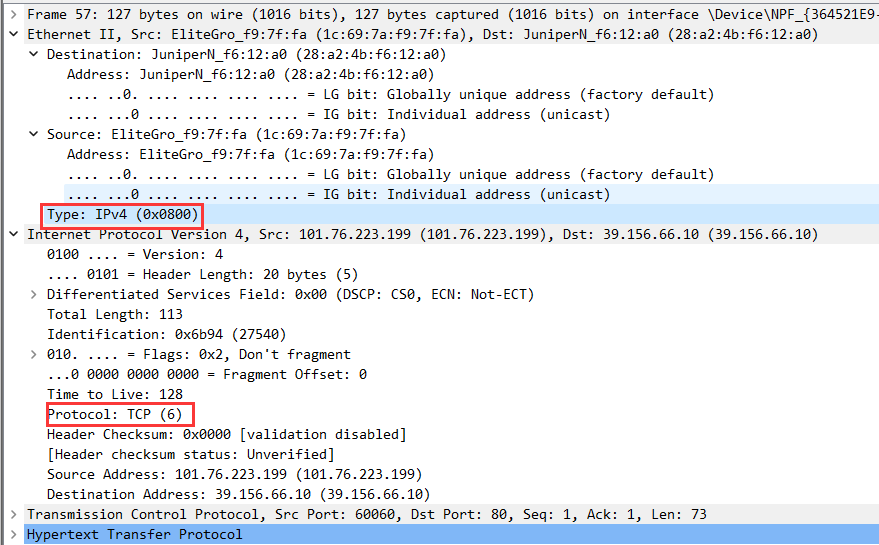 Frame 57: 127 bytes on wire (1016 bits), 127 bytes captured (1016 bits) on interface \Device\NPF_{364521E9-
Ethernet II, Src: EliteGro_f9:7f:fa (1c:69:7a:f9:7f:fa), Dst: JuniperN_f6:12:a0 (28:a2:4b:f6:12:a0)
Destination: JuniperN_f6:12:a0 (28:a2:4b:f6:12:a0)
Address: JuniperN_f6:12:a0 (28:a2:4b:f6:12:a0)
.... ..0. .... .... .... .... = LG bit: Globally unique address (factory default)
.... ...0 .... .... .... .... = IG bit: Individual address (unicast)
Source: EliteGro_f9:7f:fa (1c:69:7a:f9:7f:fa)
Address: EliteGro_f9:7f:fa (1c:69:7a:f9:7f:fa)
.... ..0. .... .... .... .... = LG bit: Globally unique address (factory default)
.... ...0 .... .... .... .... = IG bit: Individual address (unicast)
Type: IPv4 (0x0800)
Internet Protocol Version 4, Src: 101.76.223.199 (101.76.223.199), Dst: 39.156.66.10 (39.156.66.10)
0100 .... = Version: 4
.... 0101 = Header Length: 20 bytes (5)
Differentiated Services Field: 0x00 (DSCP: CS0, ECN: Not-ECT)
Total Length: 113
Identification: 0x6b94 (27540)
010. .... = Flags: 0x2, Don't fragment
...0 0000 0000 0000 = Fragment Offset: 0
Time to Live: 128
Protocol: TCP (6)
Header Checksum: 0x0000 [validation disabled]
[Header checksum status: Unverified]
Source Address: 101.76.223.199 (101.76.223.199)
Destination Address: 39.156.66.10 (39.156.66.10)
Transmission Control Protocol, Src Port: 60060, Dst Port: 80, Seq: 1, Ack: 1, Len: 73
Hypertext Transfer Protocol